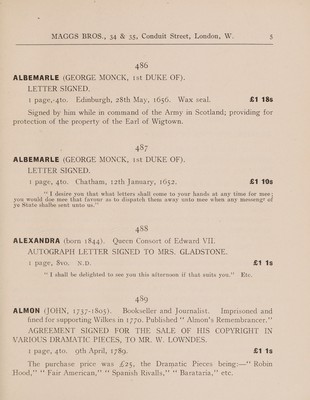 MAGGS BROS., 34 & 35, Conduit Street, London, W. 5
486
ALBEMARLE (GEORGE MONCK, 1st DUKE OF).
LETTER SIGNED.
1 page, 4to. Edinburgh, 28th May, 1656. Wax seal. £1 18s
Signed by him while in command of the Army in Scotland; providing for
protection of the property of the Earl of Wigtown.
487
ALBEMARLE (GEORGE MONCK, 1st DUKE OF).
LETTER SIGNED.
1 page, 4to. Chatham, 12th January, 1652. £1 10s
" I desire you that what letters shall come to your hands at any time for mee;
you would doe mee that favour as to dispatch them away unto mee when any messengr of
ye State shalbe sent unto us."
488
ALEXANDRA (born 1844). Queen Consort of Edward VII.
AUTOGRAPH LETTER SIGNED TO MRS. GLADSTONE.
1 page, 8vo. N.D. £1 1s
" I shall be delighted to see you this afternoon if that suits you." Etc.
489
ALMON (JOHN, 1737-1805). Bookseller and Journalist. Imprisoned and
fined for supporting Wilkes in 1770. Published " Almon's Remembrancer."
AGREEMENT SIGNED FOR THE SALE OF HIS COPYRIGHT IN
VARIOUS DRAMATIC PIECES, TO MR. W. LOWNDES.
1 page, 4to. 9th April, 1789. £1 1s
The purchase price was £25, the Dramatic Pieces being:—" Robin
Hood," " Fair American," " Spanish Rivalls," " Barataria," etc.